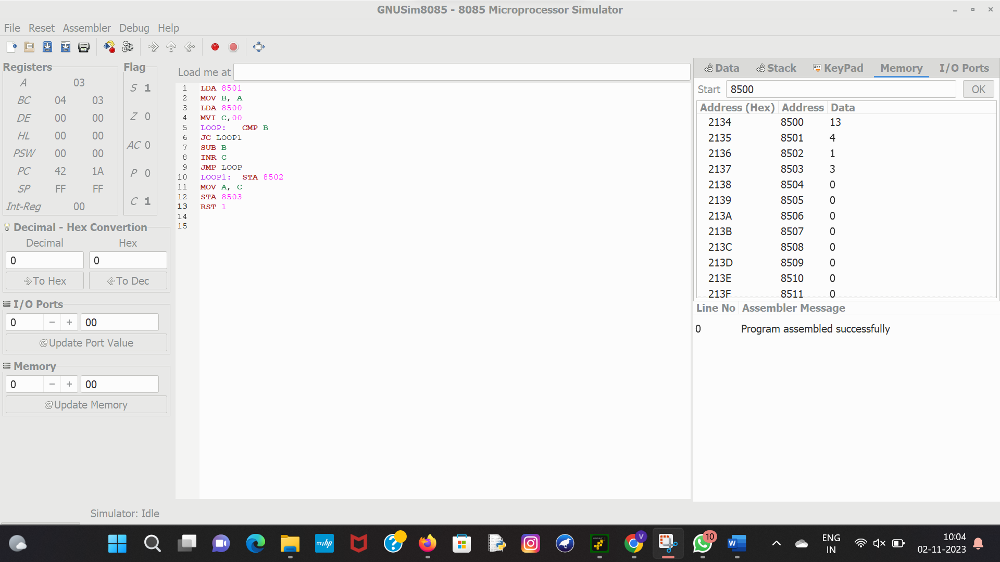 GNUSim8085 - 8085 Microprocessor Simulator
File Reset Assembler Debug Help
Registers
A 03
BC 04 03
DE 00 00
HL 00 00
PSW 00 00
PC 42 1A
SP FF FF
Int-Reg 00
Flag
S 1
Z 0
AC 0
P 0
C 1
Decimal - Hex Convertion
Decimal Hex
0 0
To Hex To Dec
I/O Ports
0 − + 00
Update Port Value
Memory
0 − + 00
Update Memory
Load me at
1 LDA 8501
2 MOV B, A
3 LDA 8500
4 MVI C,00
5 LOOP: CMP B
6 JC LOOP1
7 SUB B
8 INR C
9 JMP LOOP
10 LOOP1: STA 8502
11 MOV A, C
12 STA 8503
13 RST 1
14
15
Data Stack Abc KeyPad Memory I/O Ports
Start 8500 OK
Address (Hex) Address Data
2134 8500 13
2135 8501 4
2136 8502 1
2137 8503 3
2138 8504 0
2139 8505 0
213A 8506 0
213B 8507 0
213C 8508 0
213D 8509 0
213E 8510 0
213F 8511 0
Line No Assembler Message
0 Program assembled successfully
Simulator: Idle
myhp
?
V
10
W
ENG
IN
10:04
02-11-2023